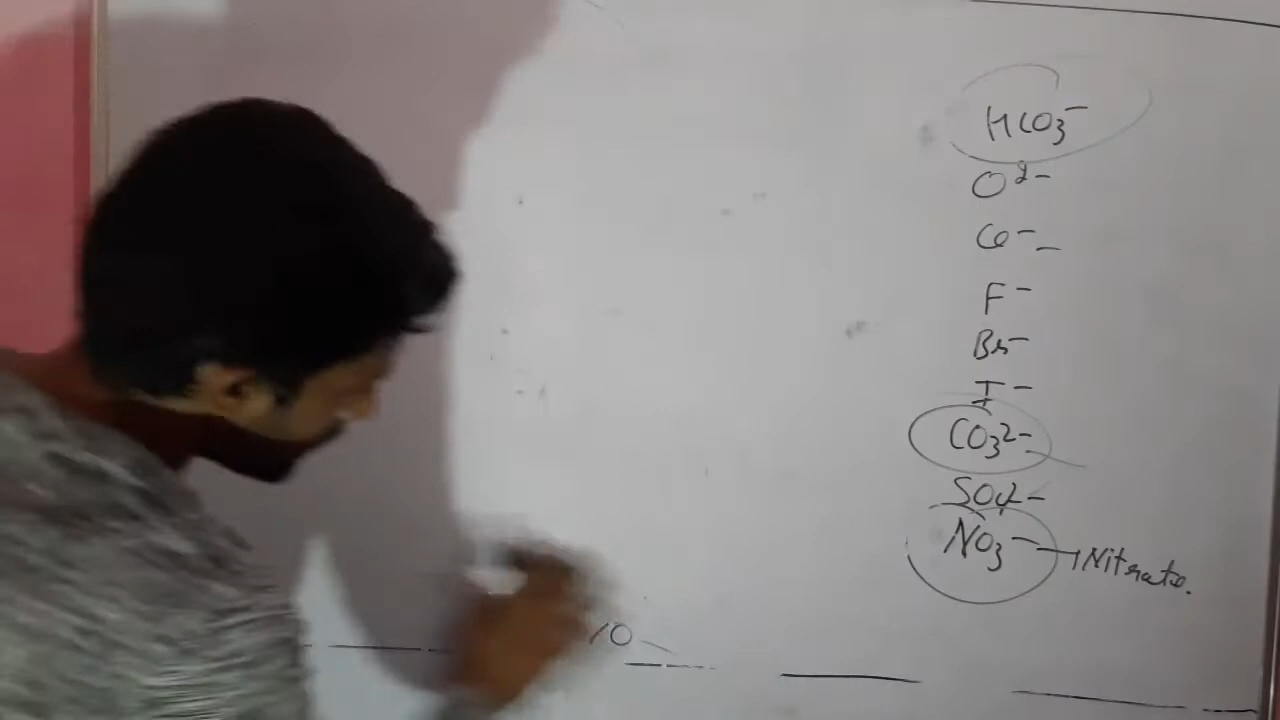 HCO₃⁻
O²⁻
Cl⁻
F⁻
Br⁻
I⁻
CO₃²⁻
SO₄²⁻
NO₃⁻ → Nitrate.